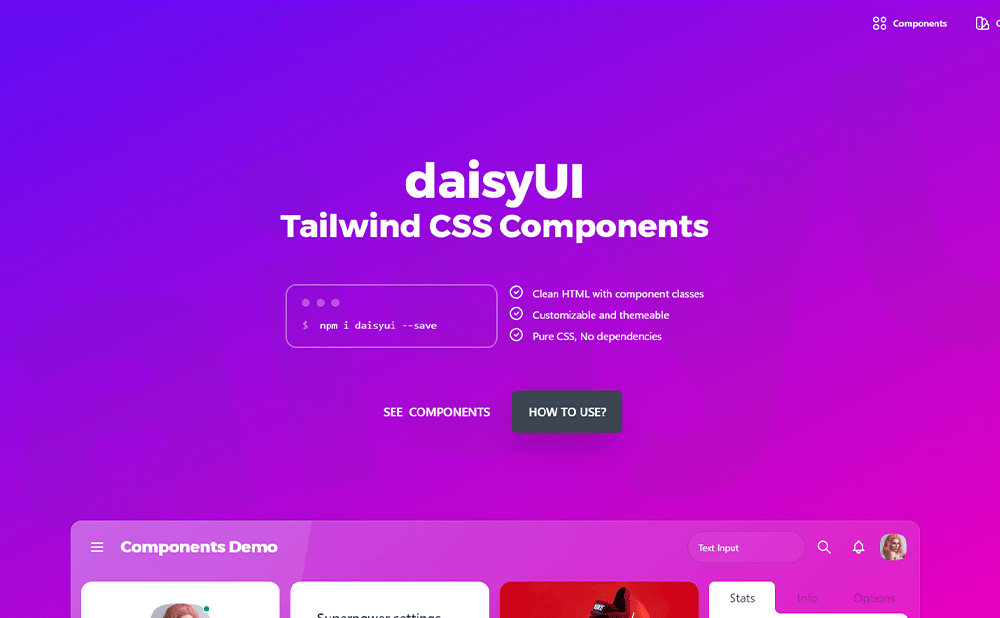 Components
daisyUI
Tailwind CSS Components
$ npm i daisyui --save
Clean HTML with component classes
Customizable and themeable
Pure CSS, No dependencies
SEE COMPONENTS
HOW TO USE?
Components Demo
Text Input
Stats
Info
Options
Superpower settings